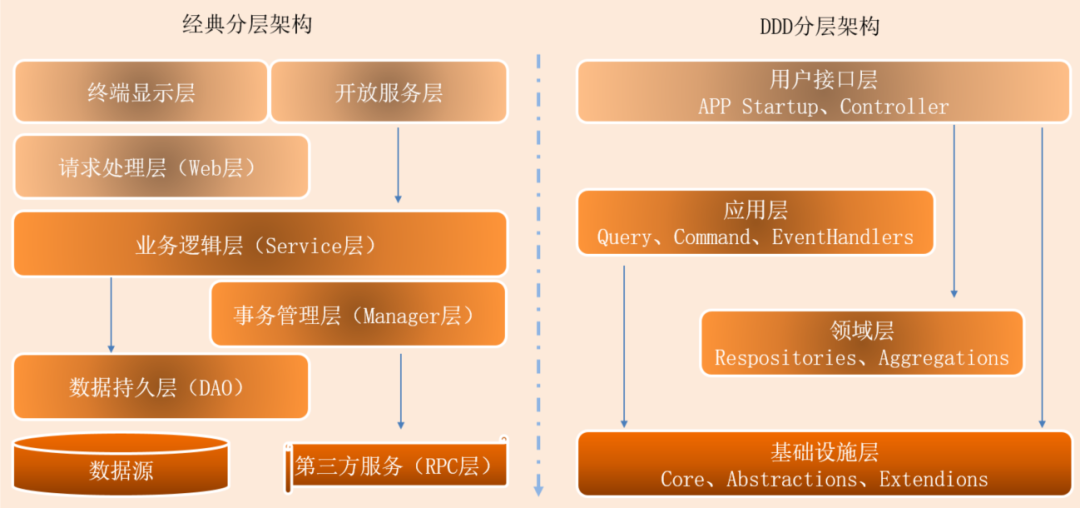 经典分层架构
终端显示层
开放服务层
请求处理层（Web层）
业务逻辑层（Service层）
事务管理层（Manager层）
数据持久层（DAO）
数据源
第三方服务（RPC层）
DDD分层架构
用户接口层
APP Startup、Controller
应用层
Query、Command、EventHandlers
领域层
Respositories、Aggregations
基础设施层
Core、Abstractions、Extendions